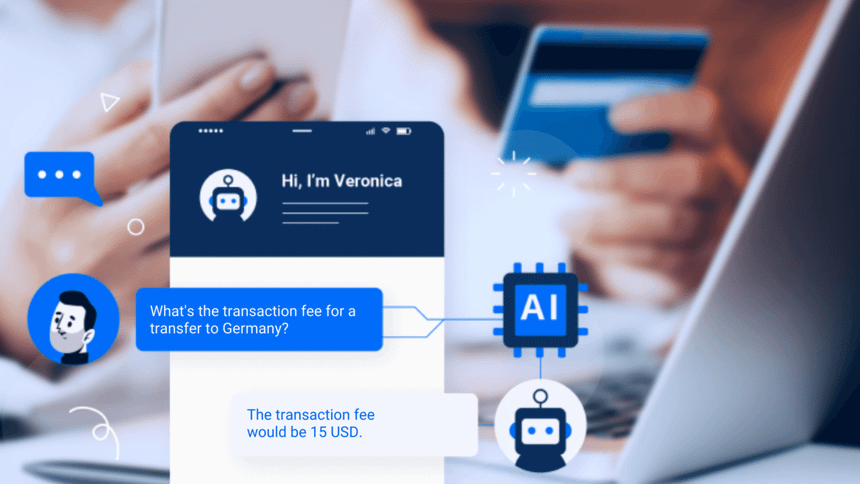 Hi, I'm Veronica
What's the transaction fee for a
transfer to Germany?
AI
The transaction fee
would be 15 USD.